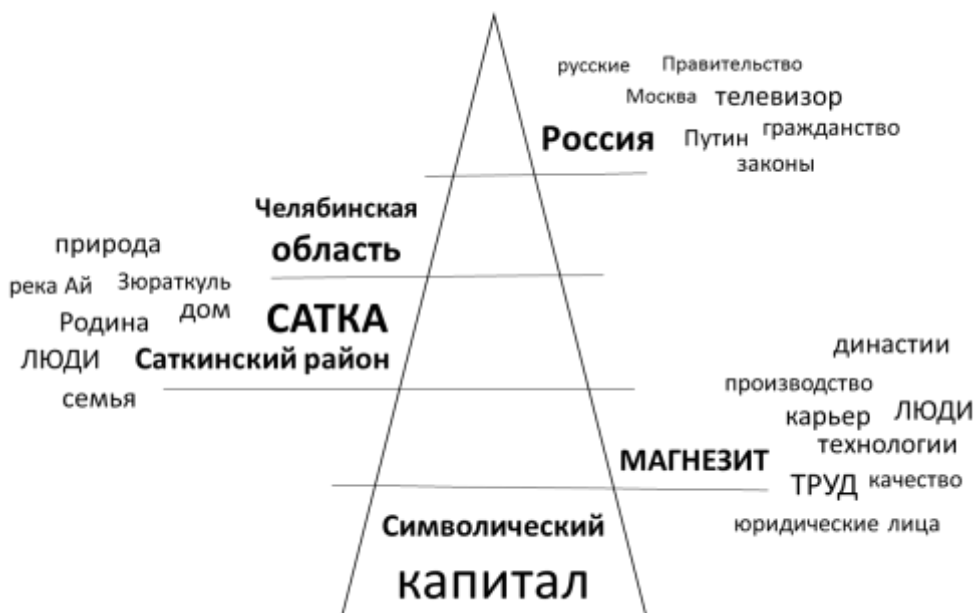 русские Правительство
Москва телевизор
Россия Путин гражданство
законы
Челябинская
область
природа
река Ай Зюраткуль
Родина дом САТКА
ЛЮДИ Саткинский район
семья
династии
производство
карьер ЛЮДИ
технологии
МАГНЕЗИТ
ТРУД качество
юридические лица
Символический
капитал